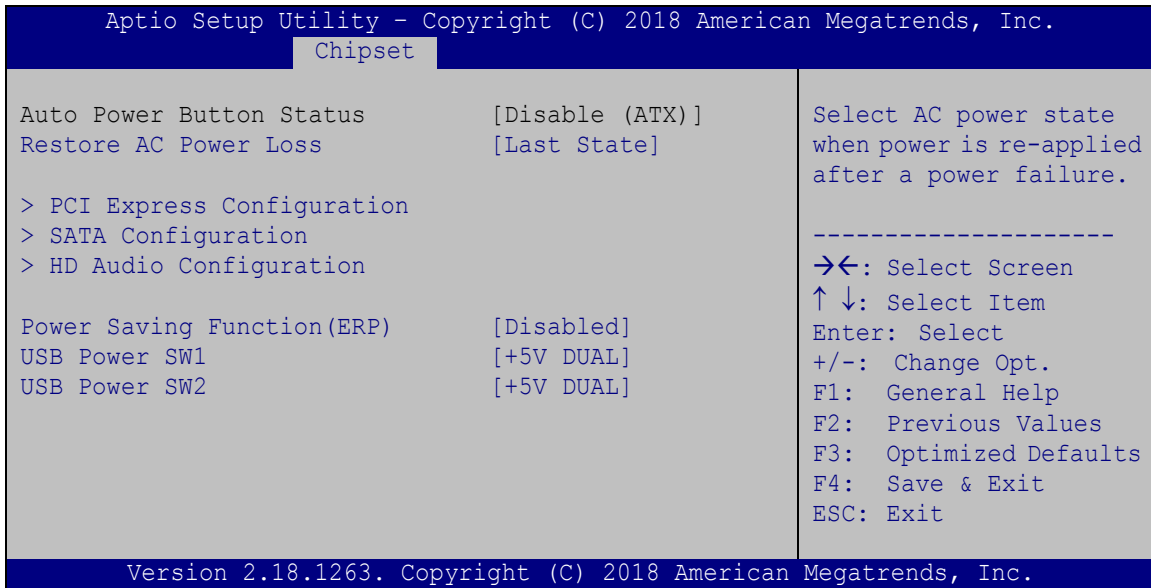 Aptio Setup Utility – Copyright (C) 2018 American Megatrends, Inc.
Chipset
Auto Power Button Status [Disable (ATX)]
Restore AC Power Loss [Last State]
> PCI Express Configuration
> SATA Configuration
> HD Audio Configuration
Power Saving Function(ERP) [Disabled]
USB Power SW1 [+5V DUAL]
USB Power SW2 [+5V DUAL]
Select AC power state
when power is re-applied
after a power failure.
---------------------
→←: Select Screen
↑ ↓: Select Item
Enter: Select
+/-: Change Opt.
F1: General Help
F2: Previous Values
F3: Optimized Defaults
F4: Save & Exit
ESC: Exit
Version 2.18.1263. Copyright (C) 2018 American Megatrends, Inc.